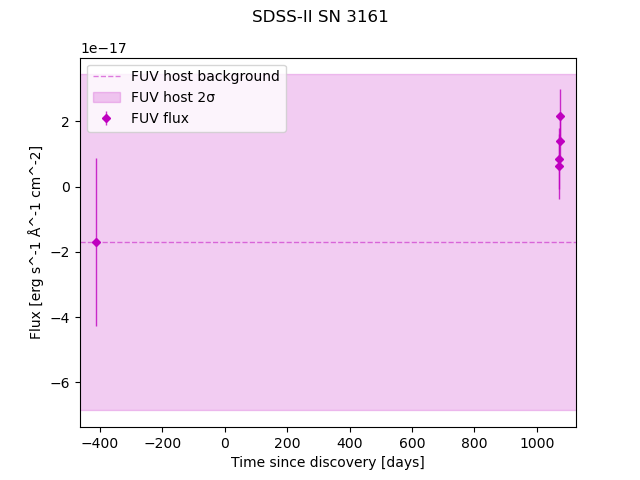 SDSS-II SN 3161
1e−17
FUV host background
FUV host 2σ
FUV flux
2
0
−2
−4
−6
Flux [erg s^-1 Å^-1 cm^-2]
−400
−200
0
200
400
600
800
1000
Time since discovery [days]